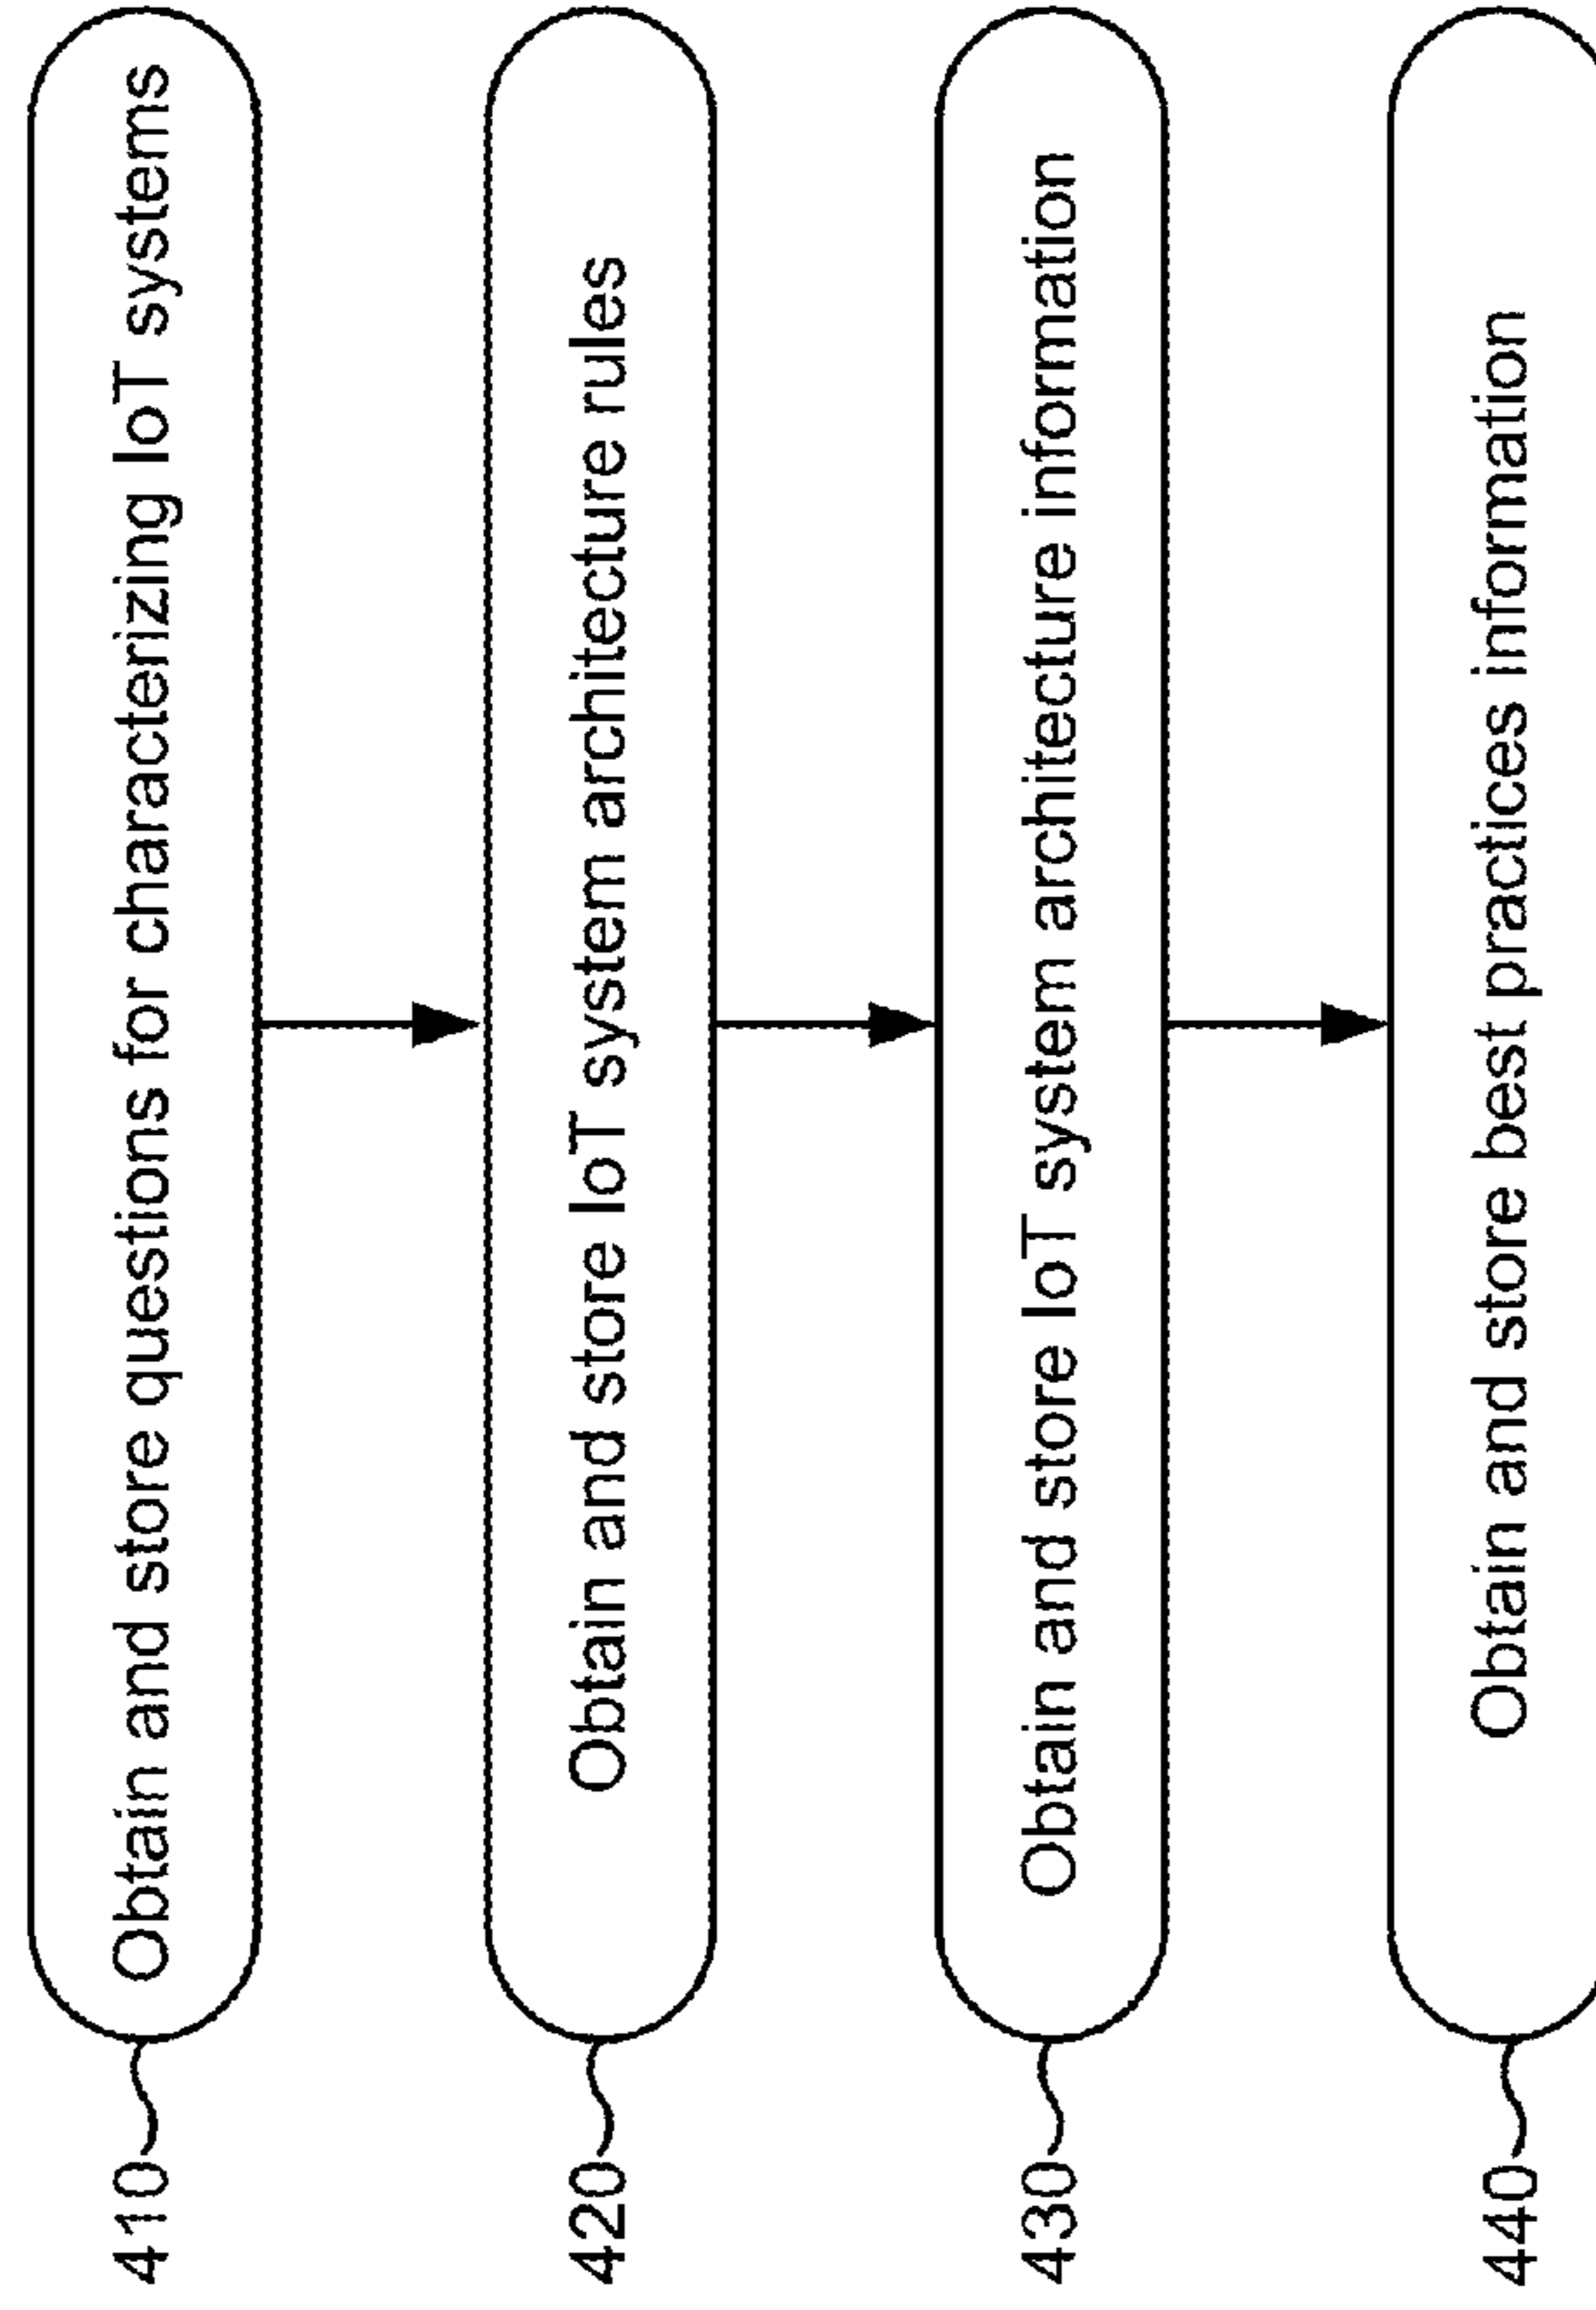 410
Obtain and store questions for characterizing IoT systems
420
Obtain and store IoT system architecture rules
430
Obtain and store IoT system architecture information
440
Obtain and store best practices information